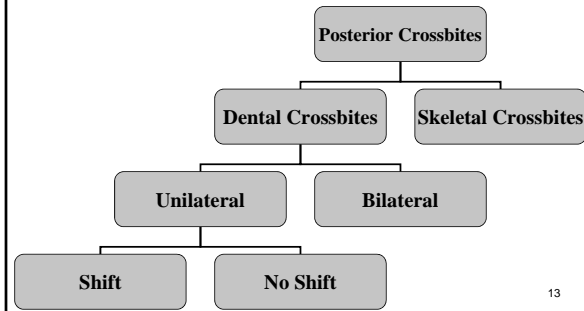 Posterior Crossbites
Dental Crossbites Skeletal Crossbites
Unilateral Bilateral
Shift No Shift
13